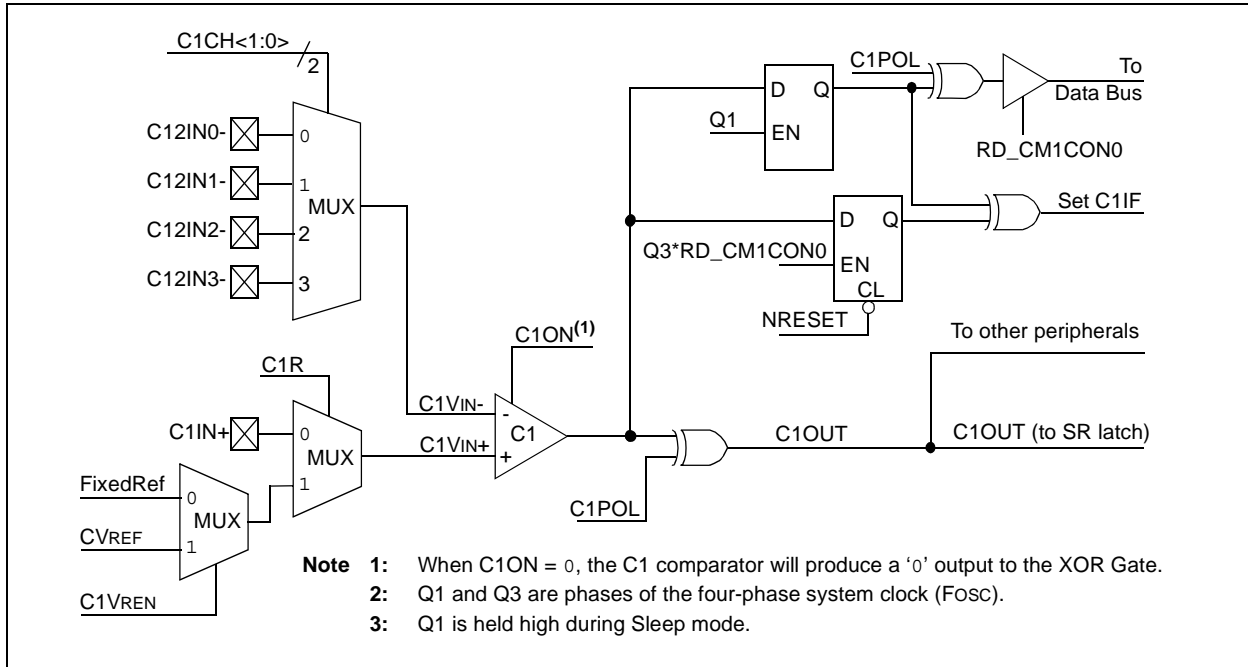 C1CH<1:0>
2
C1POL
To
Data Bus
D Q
Q1
EN
RD_CM1CON0
C12IN0-
0
C12IN1-
1
MUX
C12IN2-
2
C12IN3-
3
D Q
Set C1IF
Q3*RD_CM1CON0
EN
CL
NRESET
C1ON(1)
To other peripherals
C1R
C1VIN-
-
C1IN+
0
MUX
1
C1
C1VIN+
+
C1OUT
C1OUT (to SR latch)
FixedRef
0
MUX
CVREF
1
C1POL
C1VREN
Note 1: When C1ON = 0, the C1 comparator will produce a ‘0’ output to the XOR Gate.
2: Q1 and Q3 are phases of the four-phase system clock (FOSC).
3: Q1 is held high during Sleep mode.